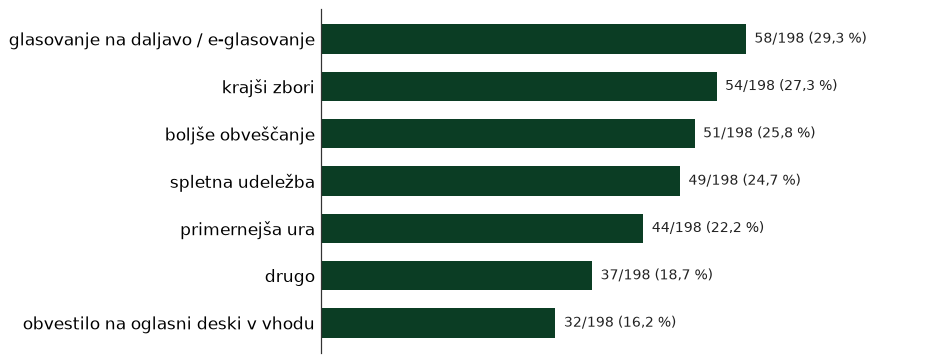 glasovanje na daljavo / e-glasovanje 58/198 (29,3 %)
krajši zbori 54/198 (27,3 %)
boljše obveščanje 51/198 (25,8 %)
spletna udeležba 49/198 (24,7 %)
primernejša ura 44/198 (22,2 %)
drugo 37/198 (18,7 %)
obvestilo na oglasni deski v vhodu 32/198 (16,2 %)